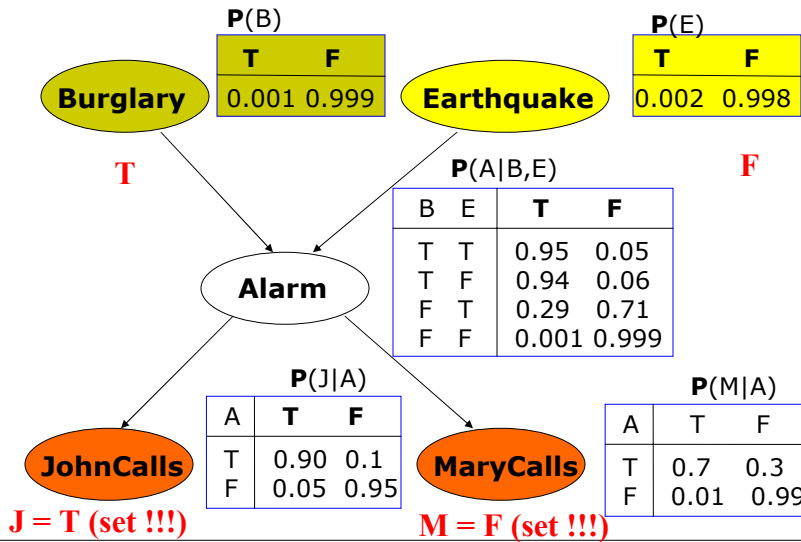 P(B)
T F
0.001 0.999
Burglary
P(E)
T F
0.002 0.998
Earthquake
T
F
P(A|B,E)
B E T F
T T 0.95 0.05
T F 0.94 0.06
F T 0.29 0.71
F F 0.001 0.999
Alarm
P(J|A)
A T F
T 0.90 0.1
F 0.05 0.95
P(M|A)
A T F
T 0.7 0.3
F 0.01 0.99
JohnCalls
MaryCalls
J = T (set !!!)
M = F (set !!!)